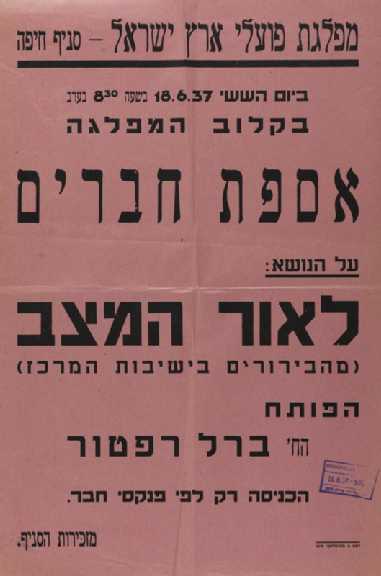 מפלגת פועלי ארץ ישראל – סניף חיפה
ביום הששי 18.6.37 בשעה 8³⁰ בערב
בקלוב המפלגה
אספת חברים
על הנושא:
לאור המצב
(מהבירורים בישיבות המרכז)
הפותח
הח' ברל רפטור
הכניסה רק לפי פנקסי חבר.
מזכירות הסניף.